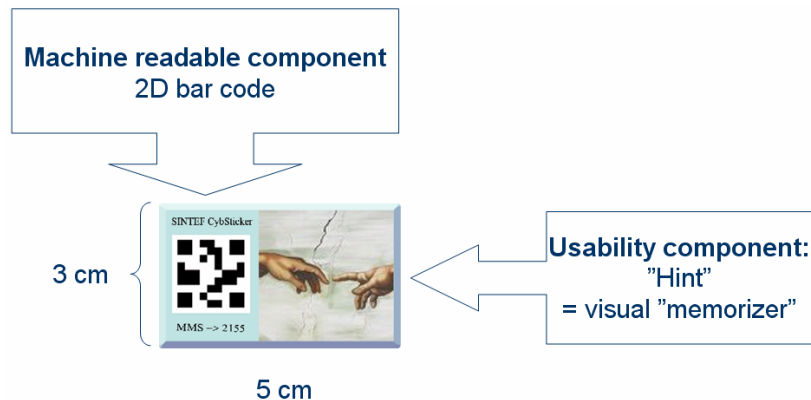 Machine readable component
2D bar code
SINTEF CybSticker
MMS –> 2155
3 cm
5 cm
Usability component:
”Hint”
= visual ”memorizer”